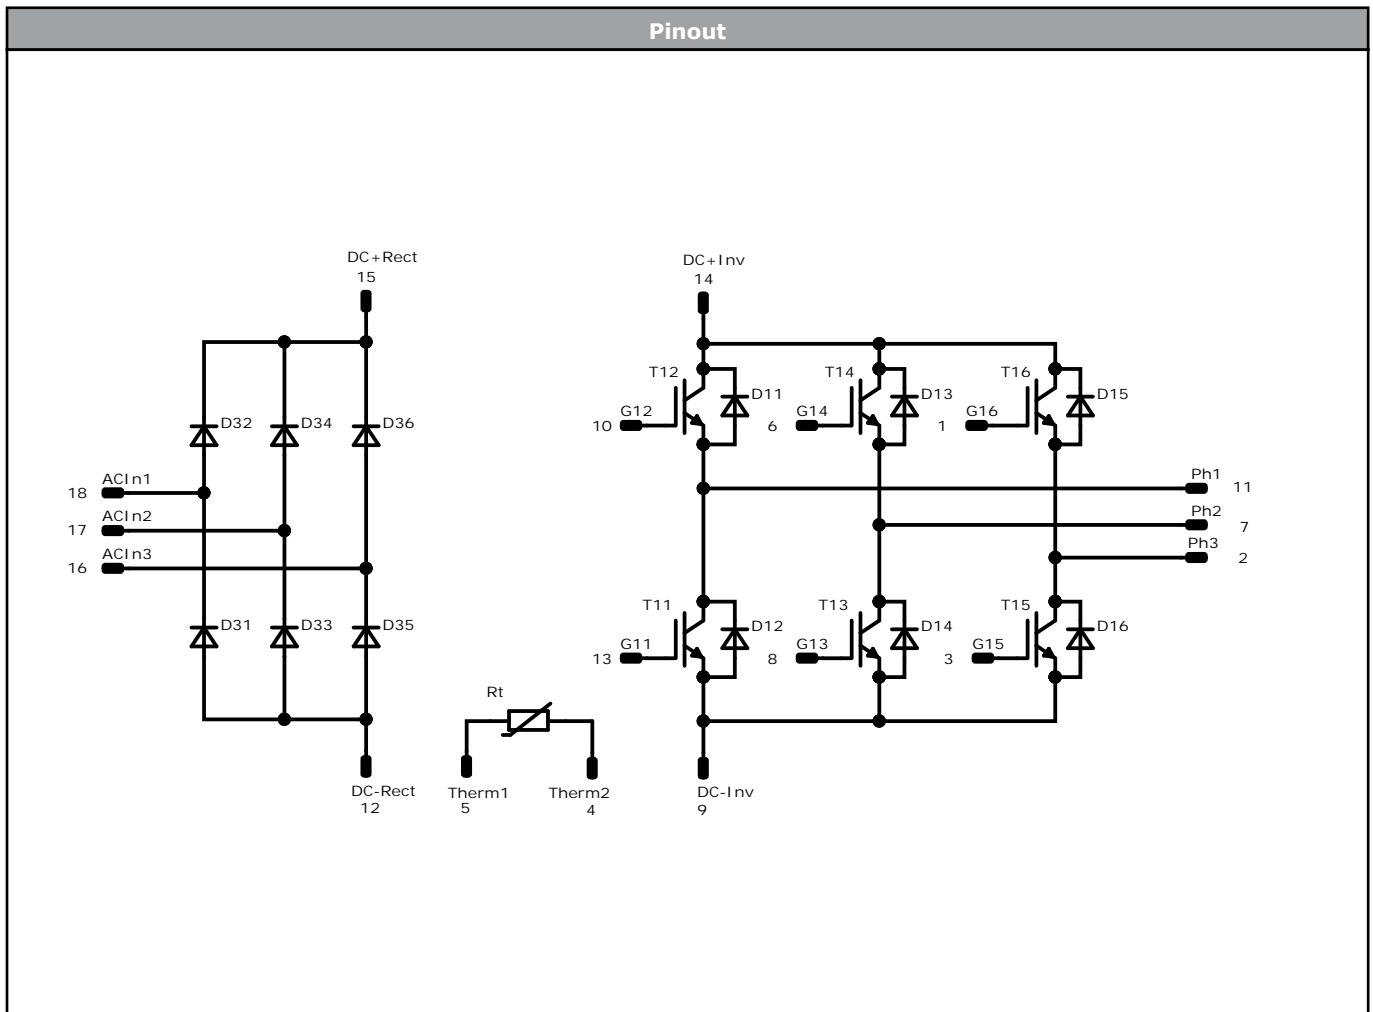 Pinout
DC+Rect
15
DC+Inv
14
T12
T14
T16
D11
D13
D15
G12
G14
G16
10
6
1
D32
D34
D36
ACIn1
18
ACIn2
17
ACIn3
16
Ph1
11
Ph2
7
Ph3
2
T11
T13
T15
D31
D33
D35
D12
D14
D16
G11
G13
G15
13
8
3
Rt
DC-Rect
12
Therm1
5
Therm2
4
DC-Inv
9